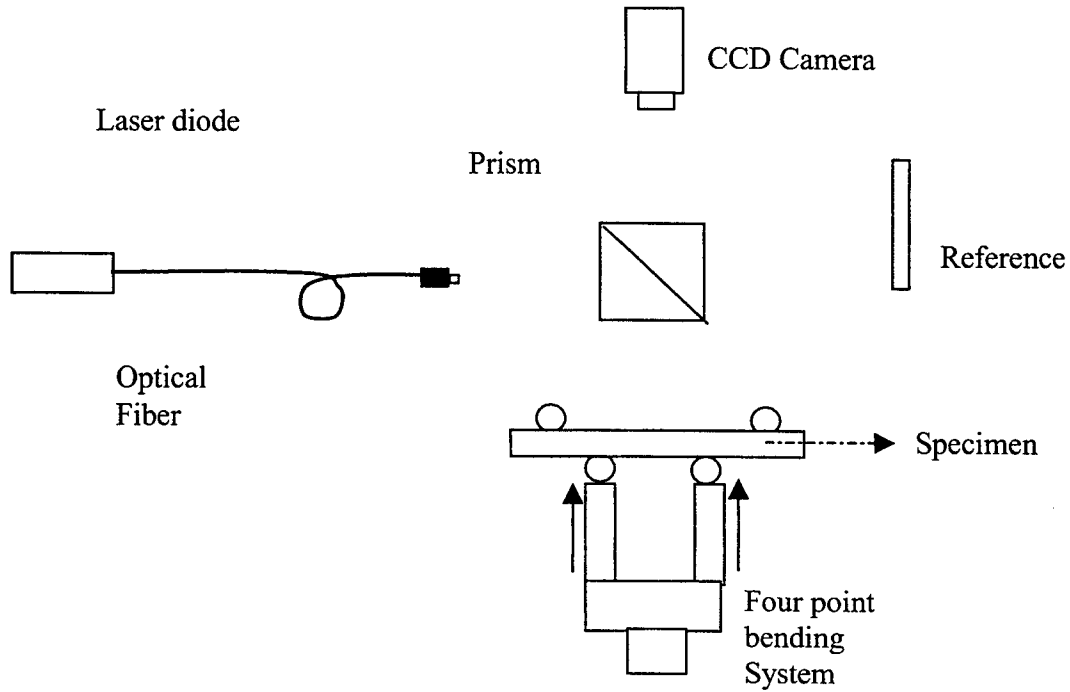 CCD Camera
Laser diode
Prism
Reference
Optical
Fiber
Specimen
Four point
bending
System